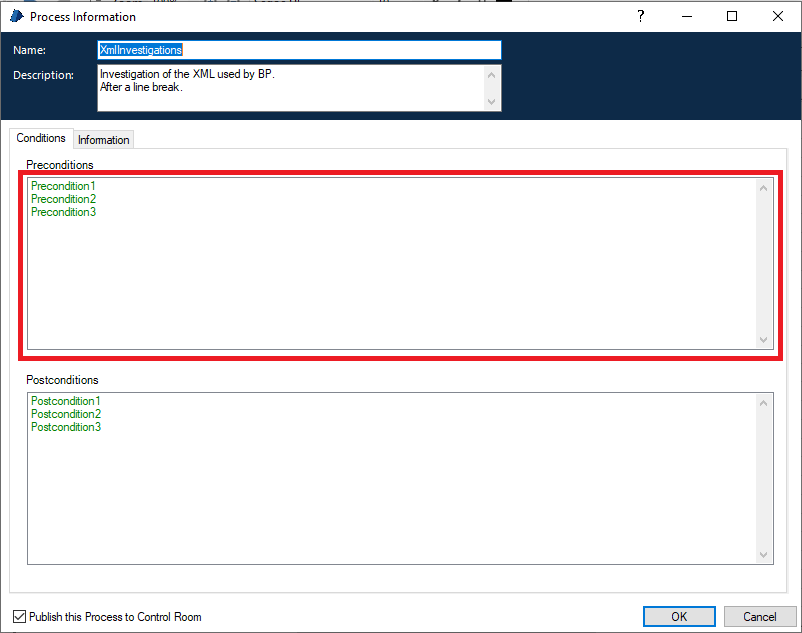 Process Information
?
Name:
XmlInvestigations
Description:
Investigation of the XML used by BP.
After a line break.
Conditions
Information
Preconditions
Precondition1
Precondition2
Precondition3
Postconditions
Postcondition1
Postcondition2
Postcondition3
Publish this Process to Control Room
OK
Cancel